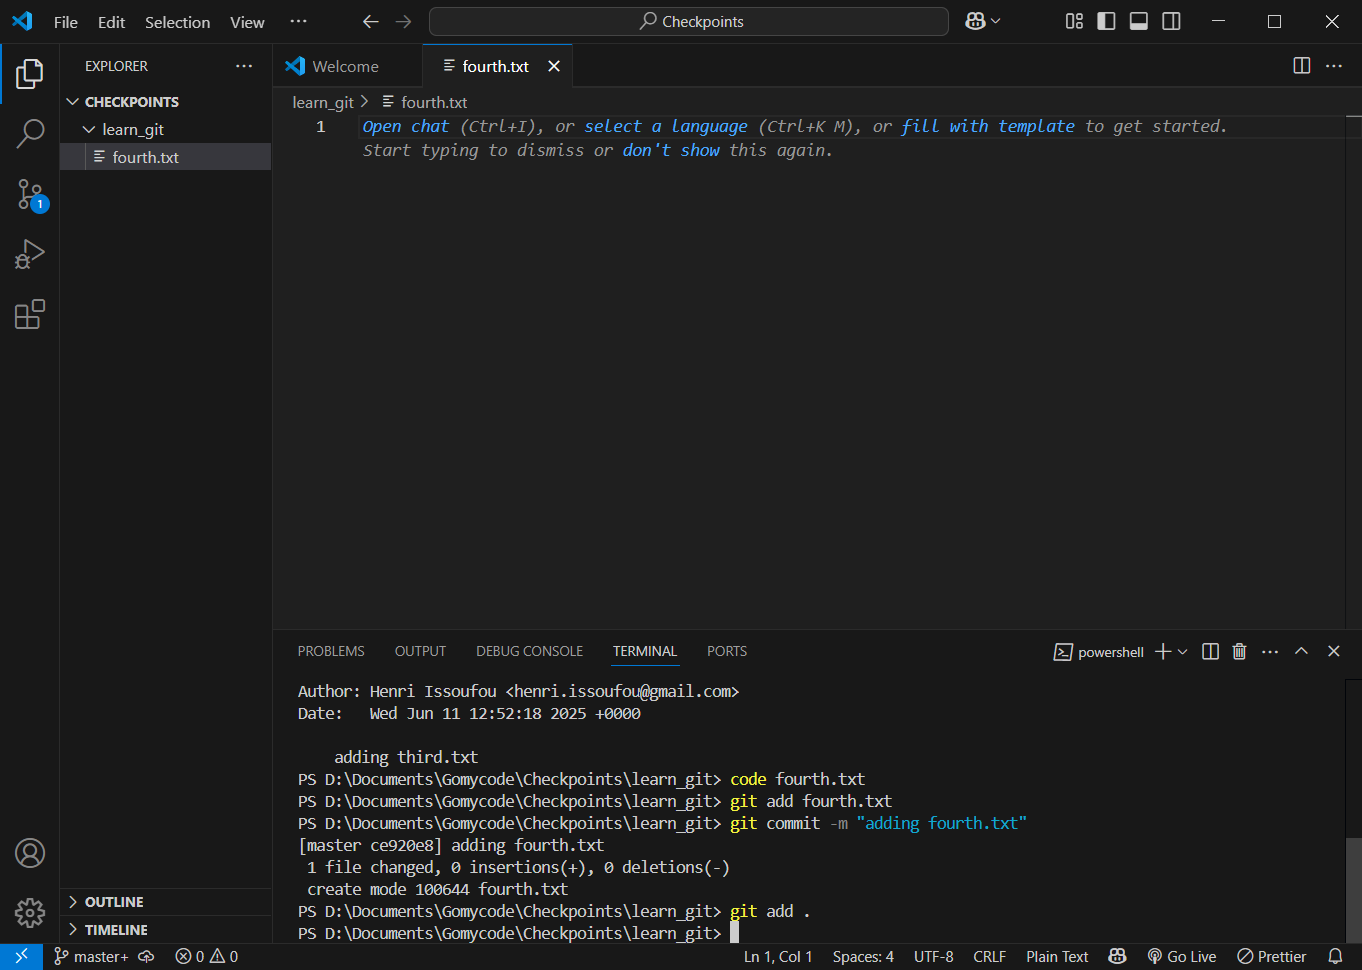 File Edit Selection View ··· Checkpoints
EXPLORER
CHECKPOINTS
learn_git
fourth.txt
1
OUTLINE
TIMELINE
Welcome
fourth.txt
learn_git > fourth.txt
1 Open chat (Ctrl+I), or select a language (Ctrl+K M), or fill with template to get started.
Start typing to dismiss or don't show this again.
PROBLEMS OUTPUT DEBUG CONSOLE TERMINAL PORTS powershell
Author: Henri Issoufou <henri.issoufou@gmail.com>
Date:   Wed Jun 11 12:52:18 2025 +0000
    adding third.txt
PS D:\Documents\Gomycode\Checkpoints\learn_git> code fourth.txt
PS D:\Documents\Gomycode\Checkpoints\learn_git> git add fourth.txt
PS D:\Documents\Gomycode\Checkpoints\learn_git> git commit -m "adding fourth.txt"
[master ce920e8] adding fourth.txt
 1 file changed, 0 insertions(+), 0 deletions(-)
 create mode 100644 fourth.txt
PS D:\Documents\Gomycode\Checkpoints\learn_git> git add .
PS D:\Documents\Gomycode\Checkpoints\learn_git>
master+ 0 0 Ln 1, Col 1 Spaces: 4 UTF-8 CRLF Plain Text Go Live Prettier